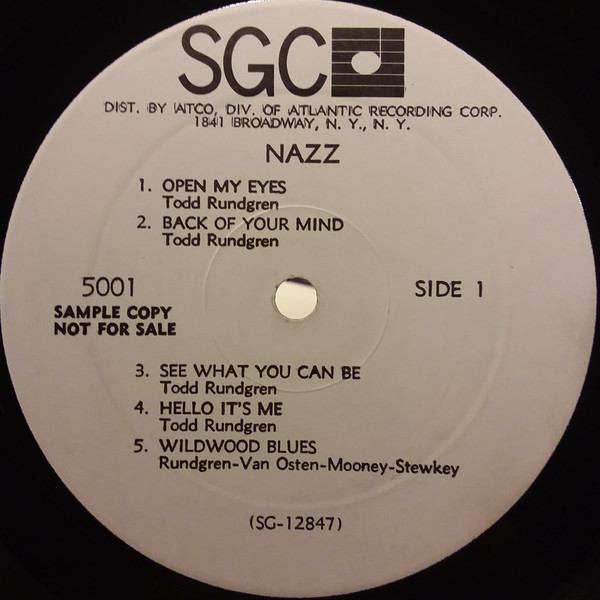 SGC
DIST. BY ATCO, DIV. OF ATLANTIC RECORDING CORP.
1841 BROADWAY, N. Y., N. Y.
NAZZ
1. OPEN MY EYES
Todd Rundgren
2. BACK OF YOUR MIND
Todd Rundgren
5001
SIDE 1
SAMPLE COPY
NOT FOR SALE
3. SEE WHAT YOU CAN BE
Todd Rundgren
4. HELLO IT'S ME
Todd Rundgren
5. WILDWOOD BLUES
Rundgren-Van Osten-Mooney-Stewkey
(SG-12847)